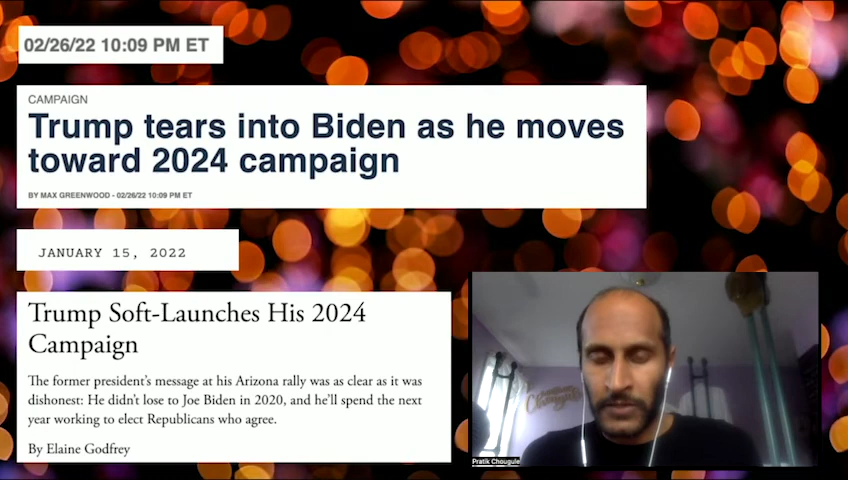 02/26/22 10:09 PM ET
CAMPAIGN
Trump tears into Biden as he moves
toward 2024 campaign
BY MAX GREENWOOD - 02/26/22 10:09 PM ET
JANUARY 15, 2022
Trump Soft-Launches His 2024
Campaign
The former president's message at his Arizona rally was as clear as it was
dishonest: He didn't lose to Joe Biden in 2020, and he'll spend the next
year working to elect Republicans who agree.
By Elaine Godfrey
Pratik Chougule